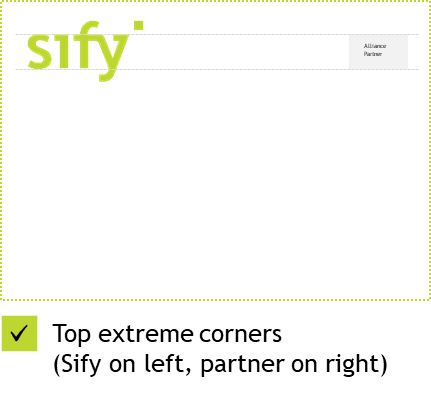 sify
Alliance
Partner
Top extreme corners
(Sify on left, partner on right)